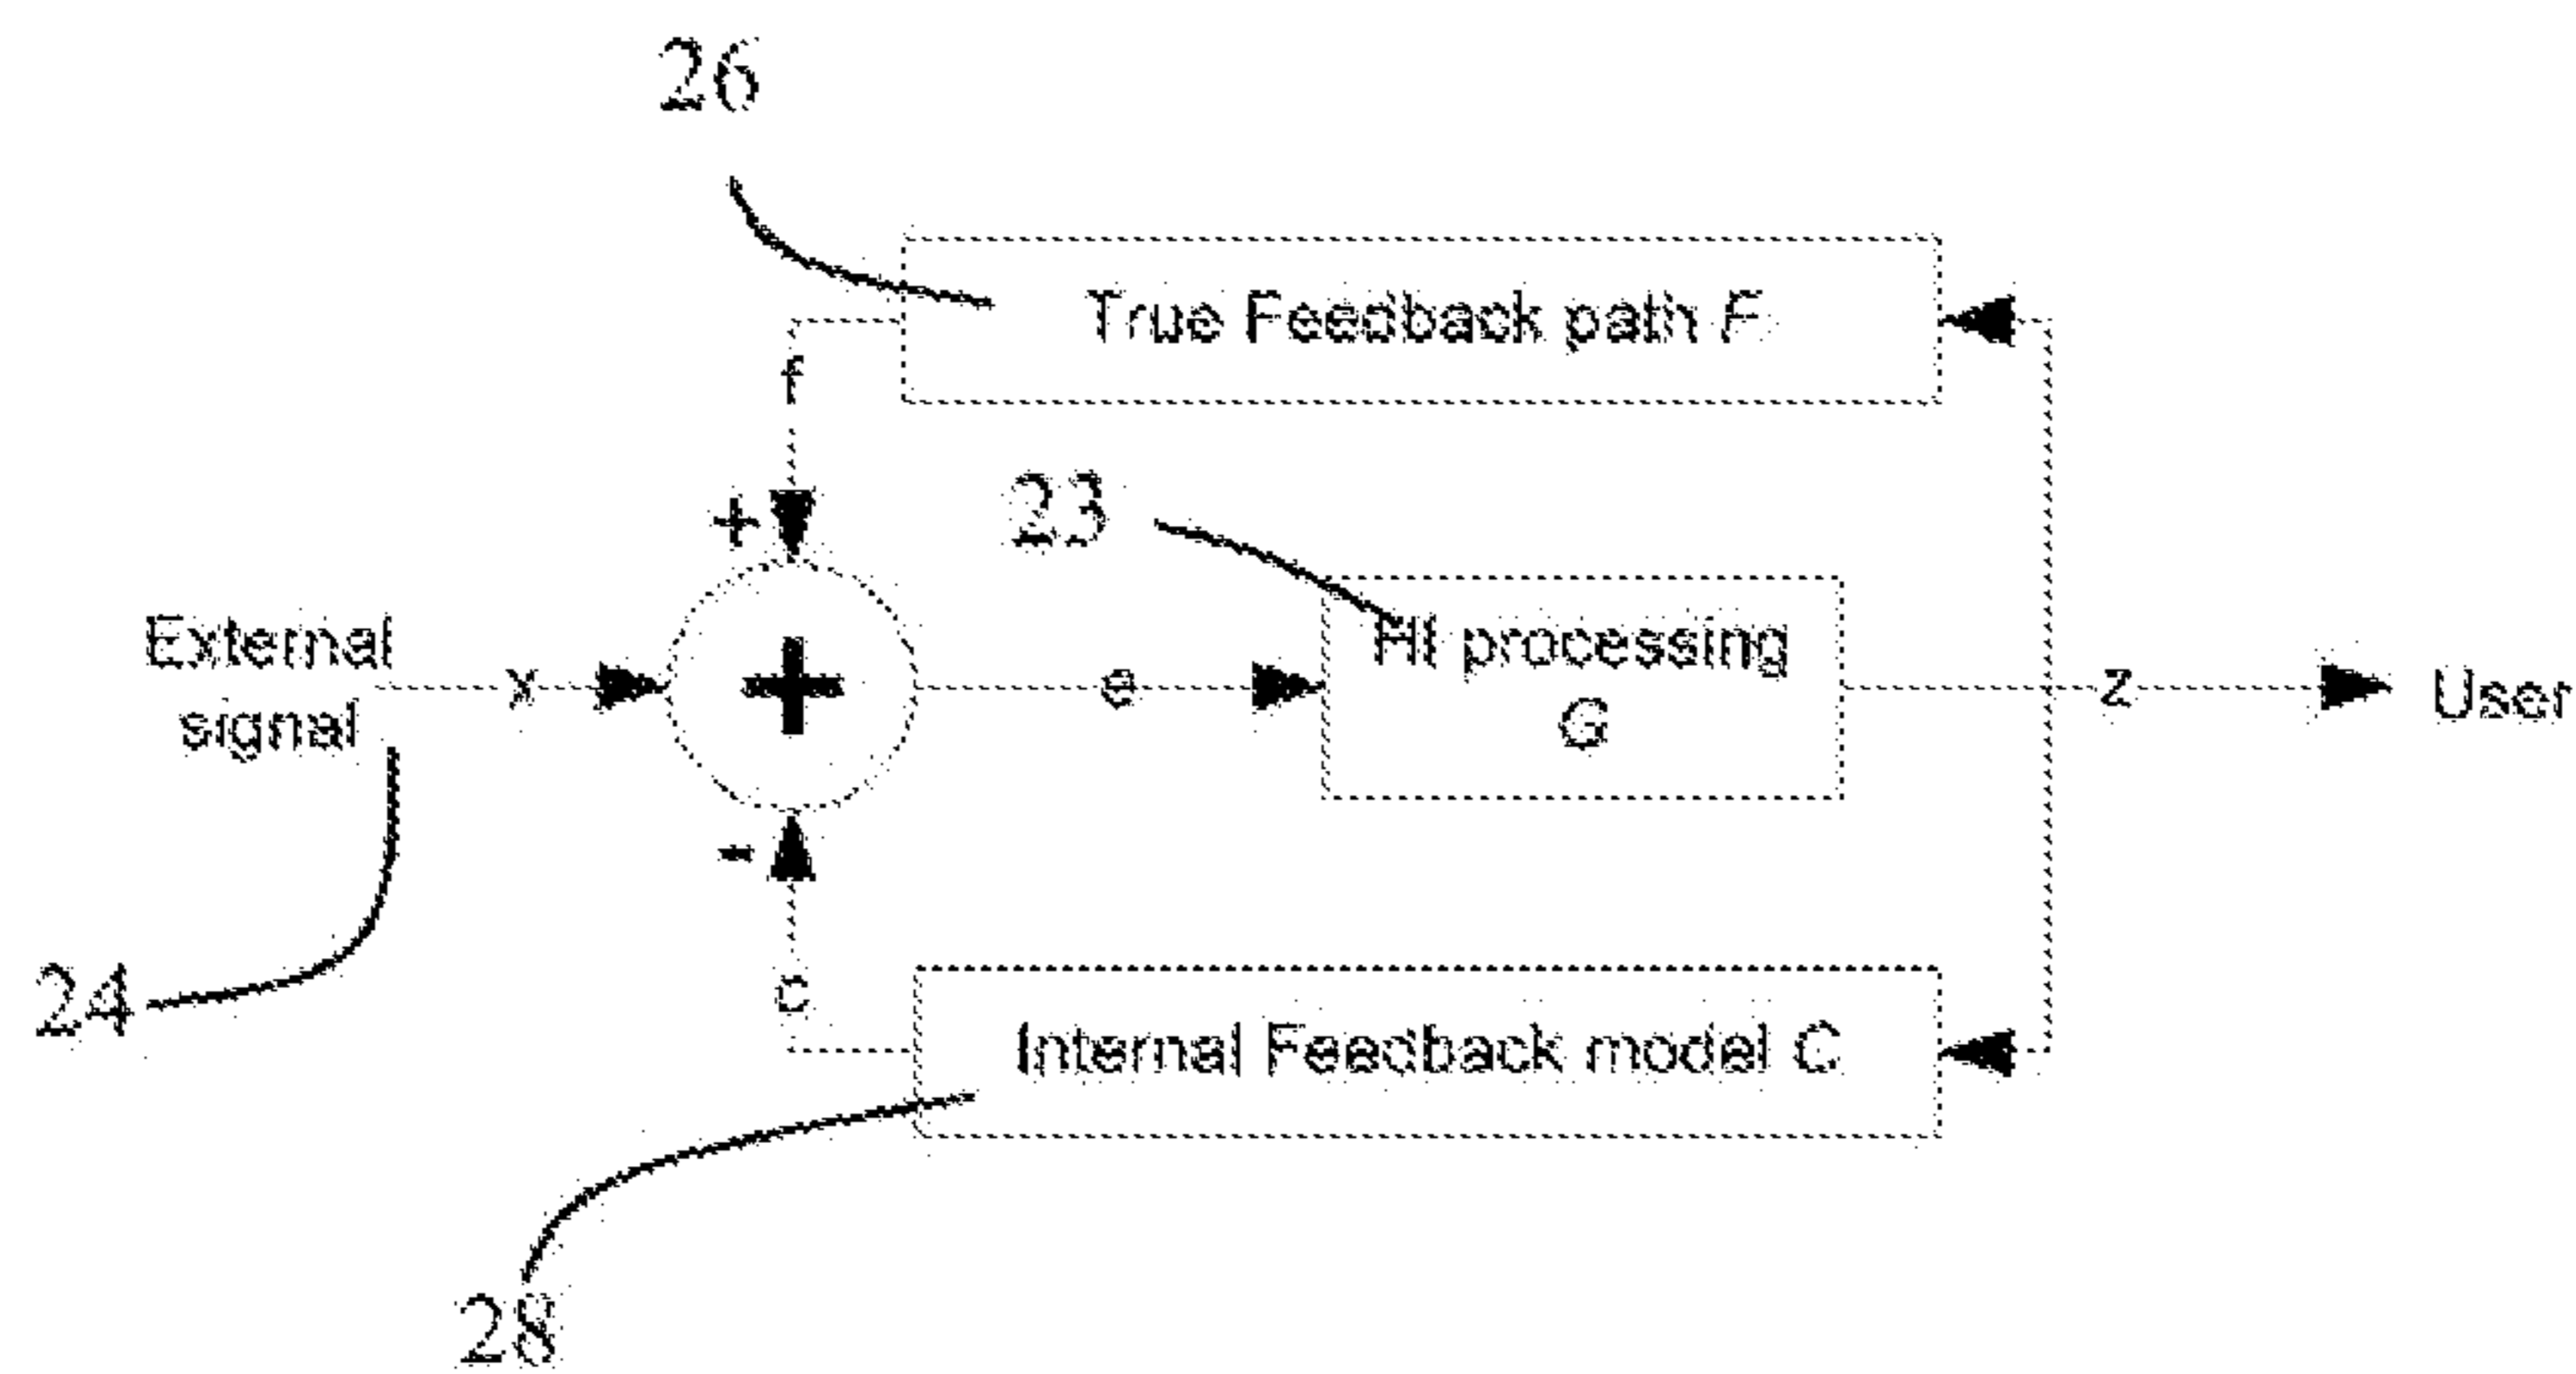 26
True Feedback path F
f
+
23
External
signal
x
+
e
HI processing
G
z
User
-
24
c
Internal Feedback model C
28